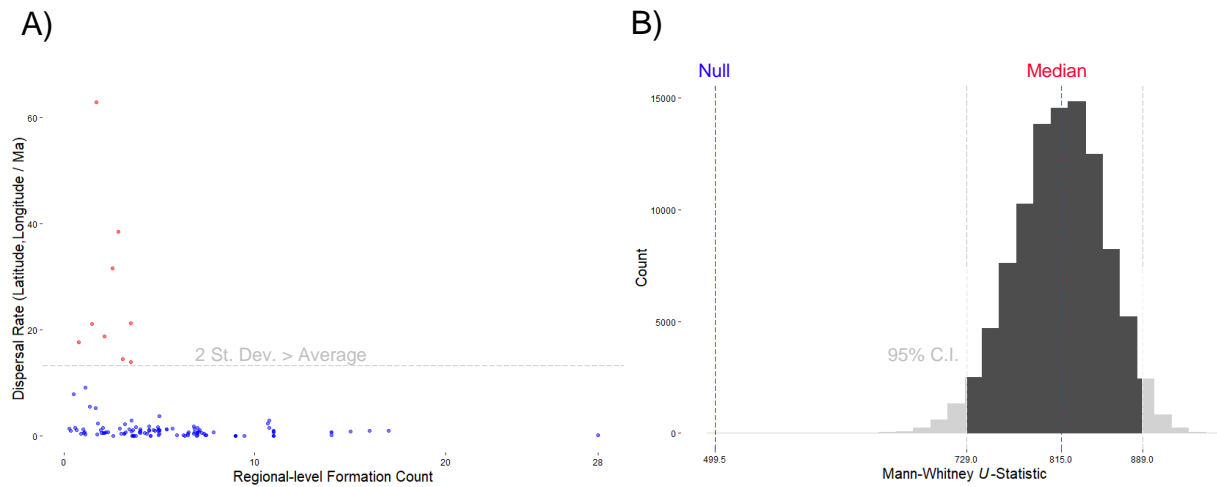 A)
Dispersal Rate (Latitude,Longitude / Ma)
60
40
20
0
2 St. Dev. > Average
0
10
20
28
Regional-level Formation Count
B)
Null
Median
Count
15000
10000
5000
0
95% C.I.
499.5
729.0
815.0
889.0
Mann-Whitney U-Statistic